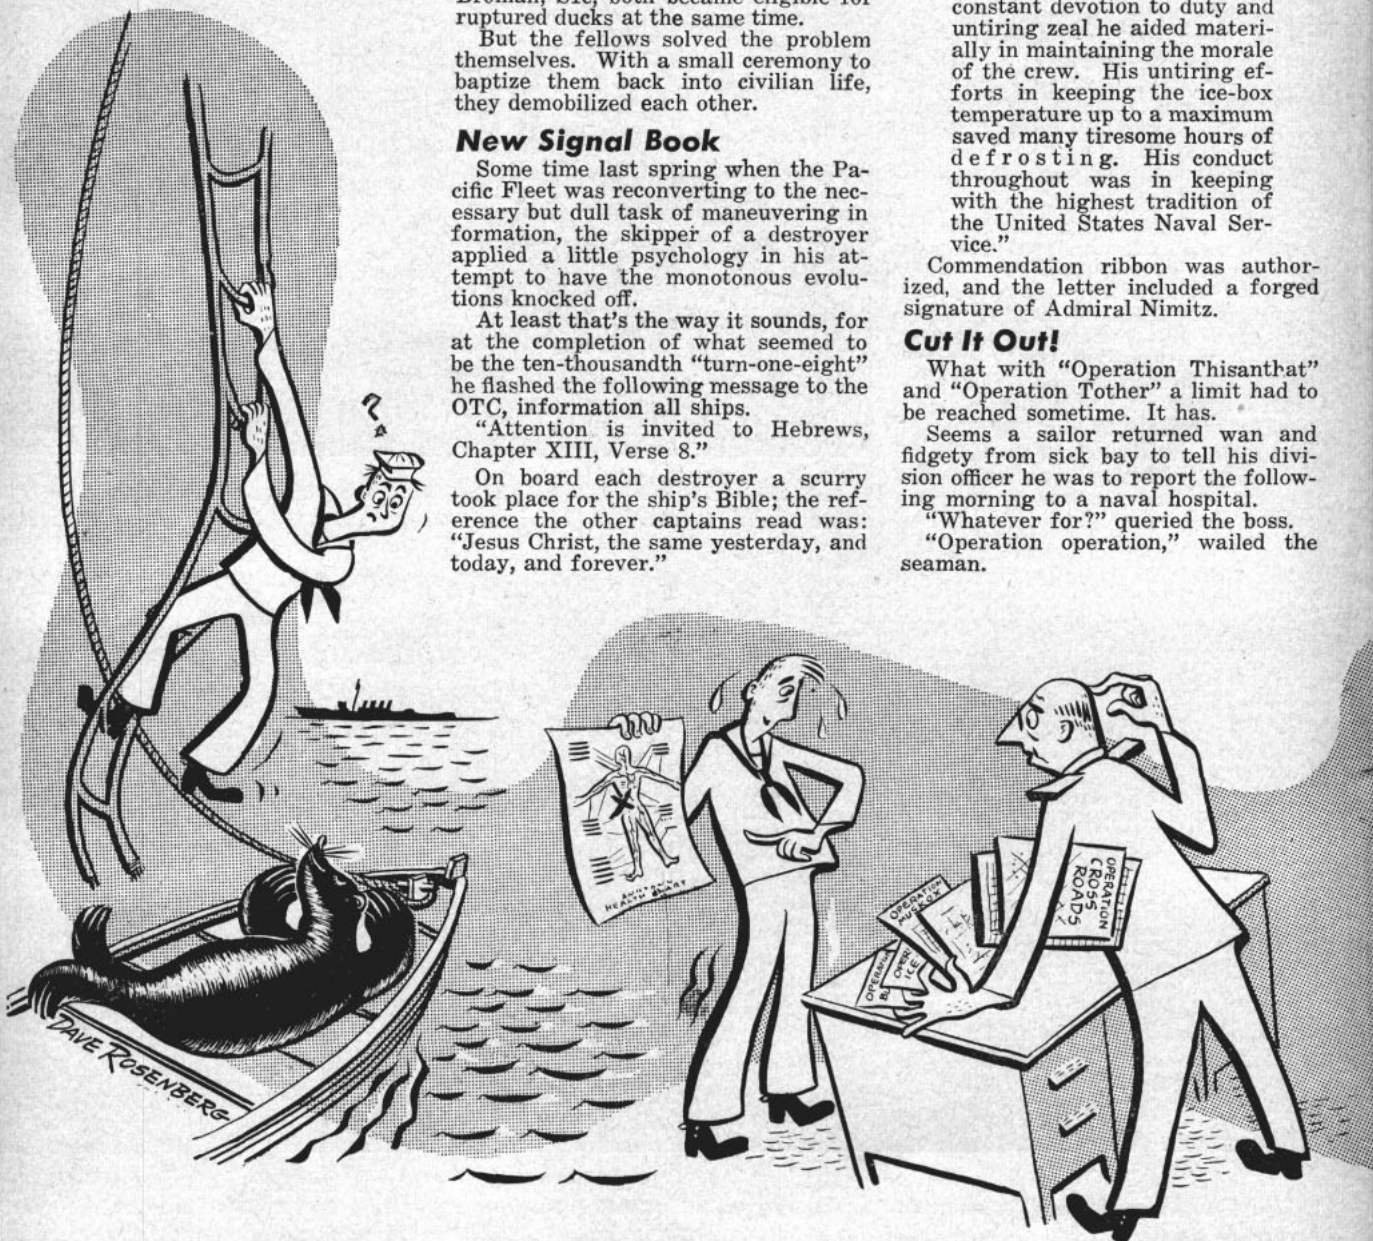 ruptured ducks at the same time.
But the fellows solved the problem
themselves. With a small ceremony to
baptize them back into civilian life,
they demobilized each other.
New Signal Book
Some time last spring when the Pa-
cific Fleet was reconverting to the nec-
essary but dull task of maneuvering in
formation, the skipper of a destroyer
applied a little psychology in his at-
tempt to have the monotonous evolu-
tions knocked off.
At least that's the way it sounds, for
at the completion of what seemed to
be the ten-thousandth “turn-one-eight”
he flashed the following message to the
OTC, information all ships.
“Attention is invited to Hebrews,
Chapter XIII, Verse 8.”
On board each destroyer a scurry
took place for the ship's Bible; the ref-
erence the other captains read was:
“Jesus Christ, the same yesterday, and
today, and forever.”
constant devotion to duty and
untiring zeal he aided materi-
ally in maintaining the morale
of the crew. His untiring ef-
forts in keeping the ice-box
temperature up to a maximum
saved many tiresome hours of
defrosting. His conduct
throughout was in keeping
with the highest tradition of
the United States Naval Ser-
vice.”
Commendation ribbon was author-
ized, and the letter included a forged
signature of Admiral Nimitz.
Cut It Out!
What with “Operation Thisanthat”
and “Operation Tother” a limit had to
be reached sometime. It has.
Seems a sailor returned wan and
fidgety from sick bay to tell his divi-
sion officer he was to report the follow-
ing morning to a naval hospital.
“Whatever for?” queried the boss.
“Operation operation,” wailed the
seaman.
?
HEALTH CHART
OPERATION
CROSS
ROADS
OPERATION
OPER
ICE
DAVE ROSENBERG